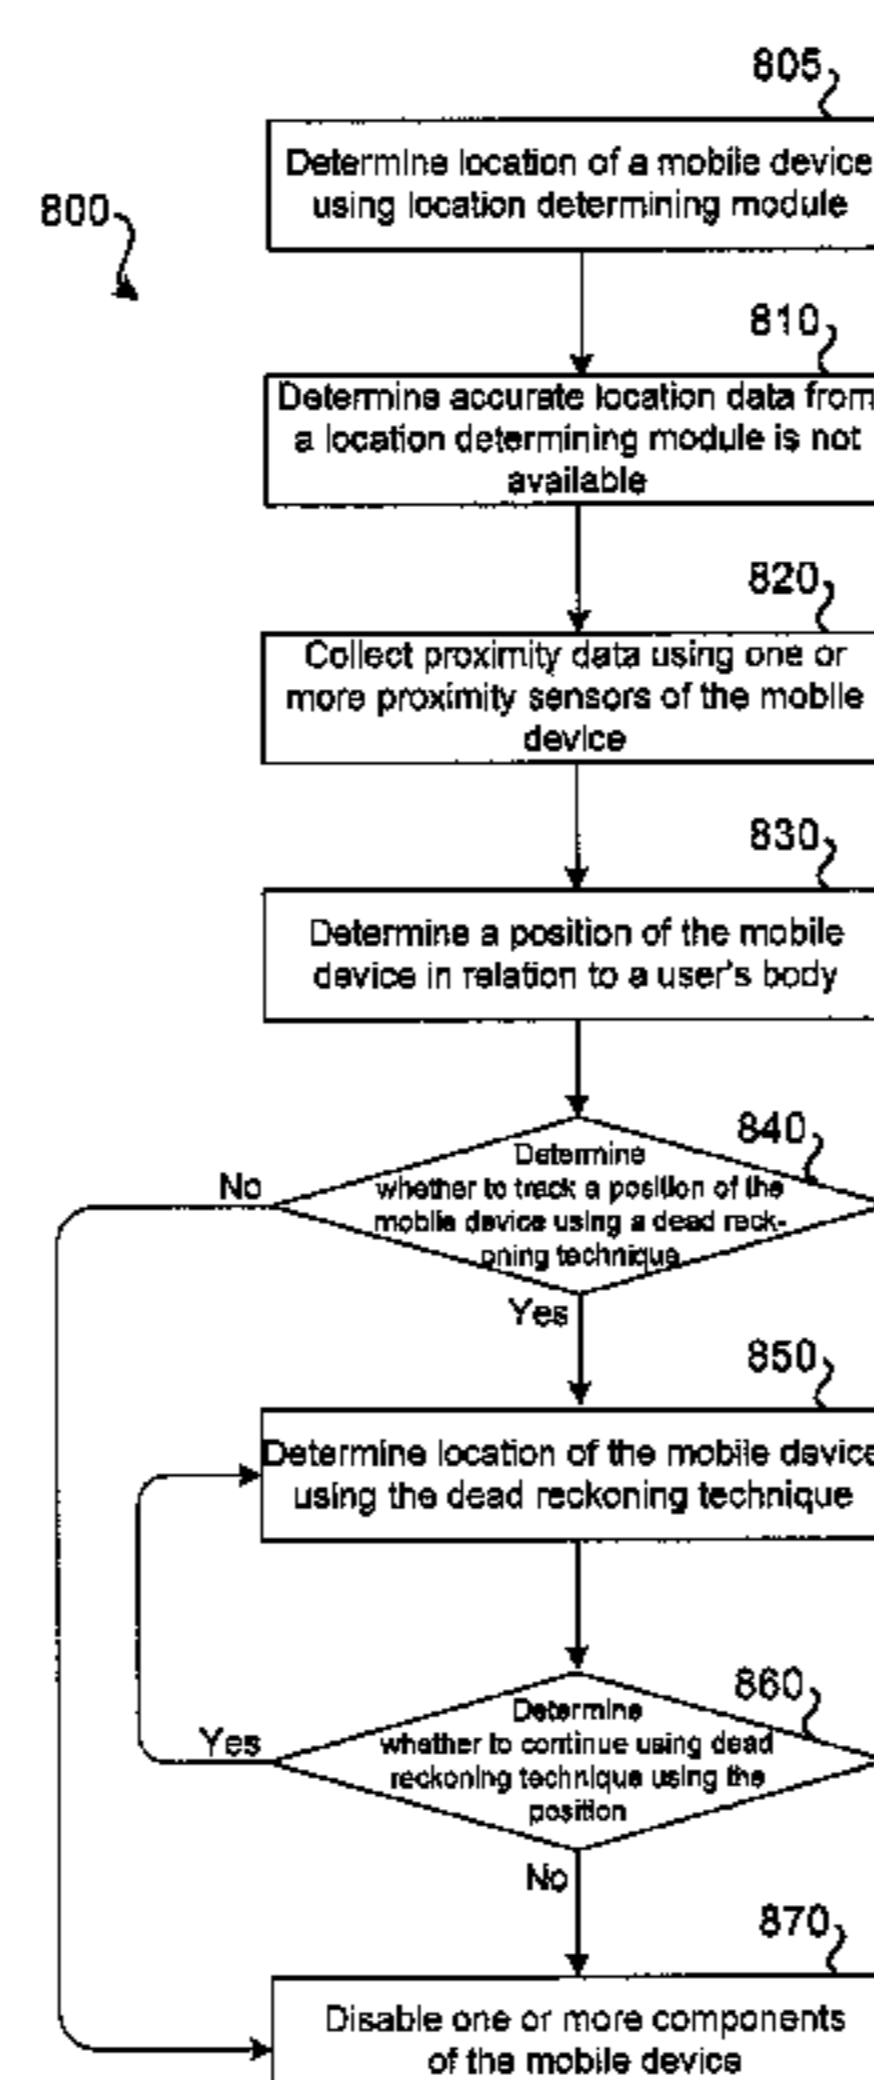 805
Determine location of a mobile device
using location determining module
800
810
Determine accurate location data from
a location determining module is not
available
820
Collect proximity data using one or
more proximity sensors of the mobile
device
830
Determine a position of the mobile
device in relation to a user's body
840
Determine
whether to track a position of the
mobile device using a dead reck-
oning technique
No
Yes
850
Determine location of the mobile device
using the dead reckoning technique
860
Determine
whether to continue using dead
reckoning technique using the
position
Yes
No
870
Disable one or more components
of the mobile device